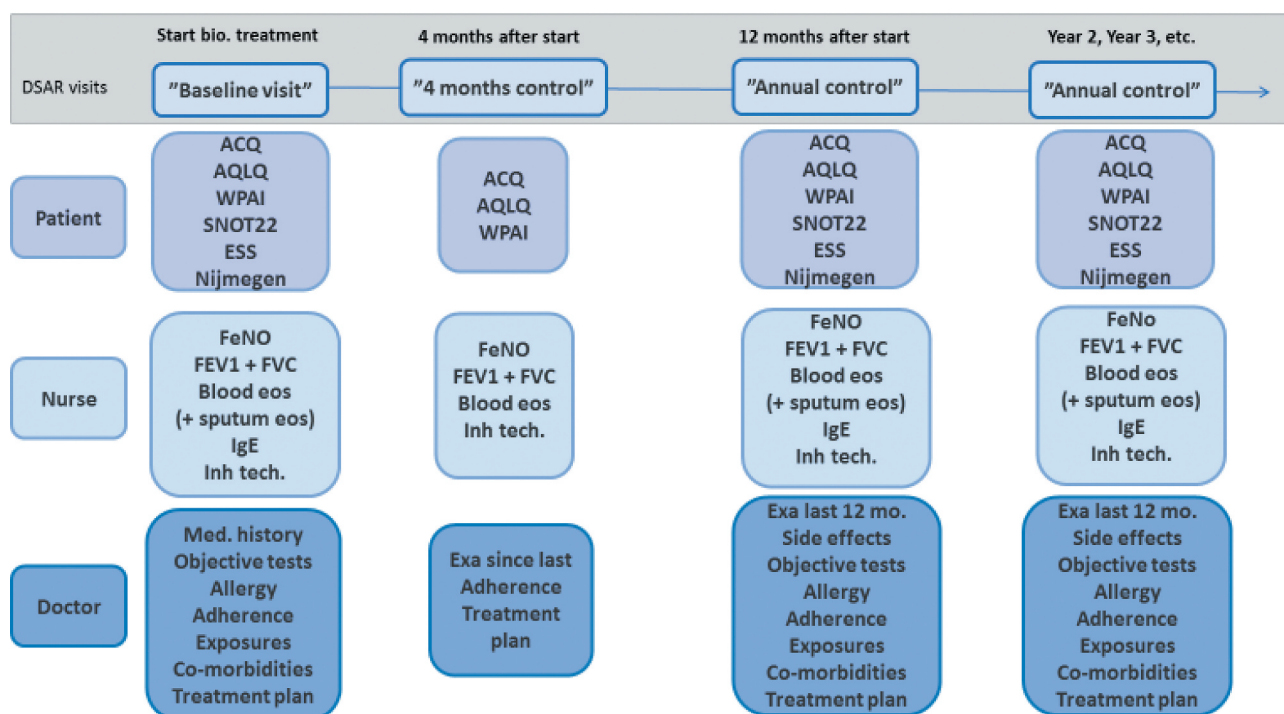 Start bio. treatment
4 months after start
12 months after start
Year 2, Year 3, etc.
DSAR visits
”Baseline visit”
”4 months control”
”Annual control”
”Annual control”
Patient
ACQ
AQLQ
WPAI
SNOT22
ESS
Nijmegen
ACQ
AQLQ
WPAI
ACQ
AQLQ
WPAI
SNOT22
ESS
Nijmegen
ACQ
AQLQ
WPAI
SNOT22
ESS
Nijmegen
Nurse
FeNO
FEV1 + FVC
Blood eos
(+ sputum eos)
IgE
Inh tech.
FeNO
FEV1 + FVC
Blood eos
Inh tech.
FeNO
FEV1 + FVC
Blood eos
(+ sputum eos)
IgE
Inh tech.
FeNo
FEV1 + FVC
Blood eos
(+ sputum eos)
IgE
Inh tech.
Doctor
Med. history
Objective tests
Allergy
Adherence
Exposures
Co-morbidities
Treatment plan
Exa since last
Adherence
Treatment
plan
Exa last 12 mo.
Side effects
Objective tests
Allergy
Adherence
Exposures
Co-morbidities
Treatment plan
Exa last 12 mo.
Side effects
Objective tests
Allergy
Adherence
Exposures
Co-morbidities
Treatment plan